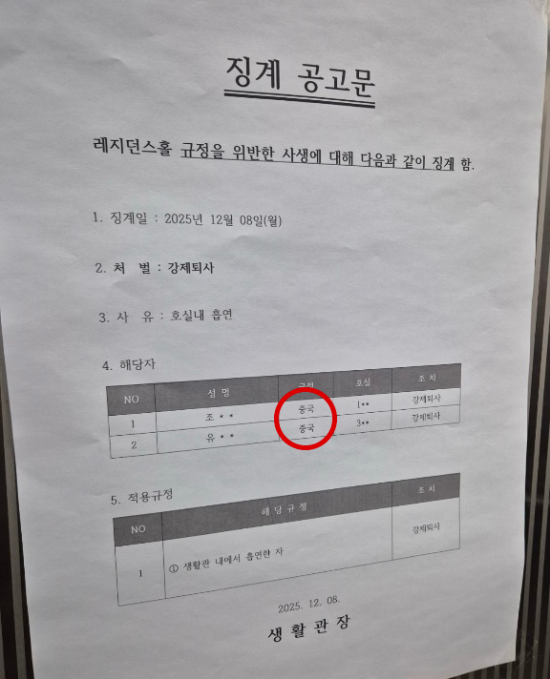 징계 공고문
레지던스홀 규정을 위반한 사생에 대해 다음과 같이 징계 함.
1. 징계일 : 2025년 12월 08일(월)
2. 처 벌 : 강제퇴사
3. 사 유 : 호실내 흡연
4. 해당자
NO 성 명 국적 호실 조 치
1 조 * * 중국 1** 강제퇴사
2 유 * * 중국 3** 강제퇴사
5. 적용규정
NO 해 당 규 정 조 치
1 ① 생활관 내에서 흡연한 자 강제퇴사
2025. 12. 08.
생 활 관 장